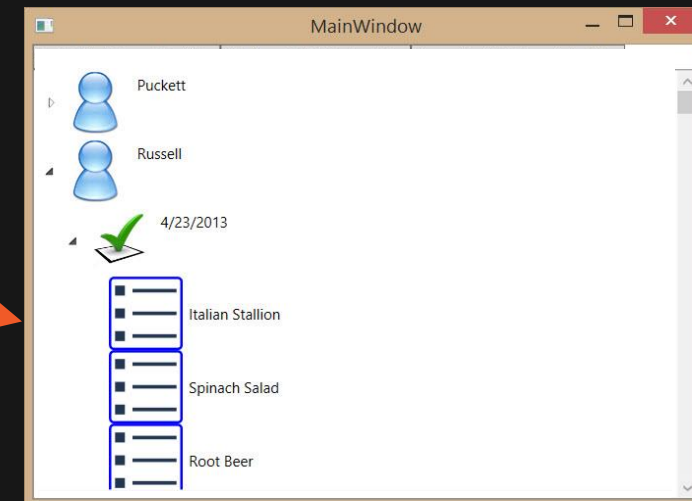 MainWindow
Puckett
Russell
4/23/2013
Italian Stallion
Spinach Salad
Root Beer